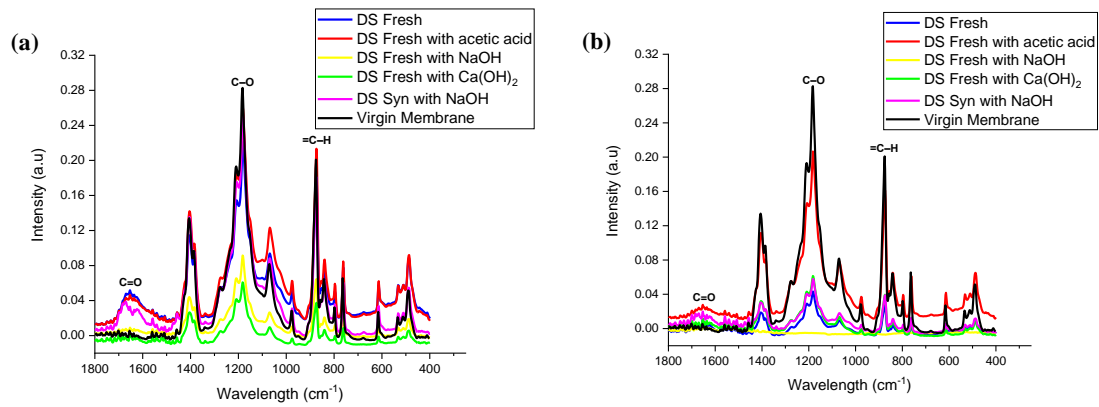 (a)
DS Fresh
DS Fresh with acetic acid
DS Fresh with NaOH
DS Fresh with Ca(OH)2
DS Syn with NaOH
Virgin Membrane
C–O
=C–H
C=O
0.00
0.04
0.08
0.12
0.16
0.20
0.24
0.28
0.32
Intensity (a.u)
1800 1600 1400 1200 1000 800 600 400
Wavelength (cm-1)
(b)
DS Fresh
DS Fresh with acetic acid
DS Fresh with NaOH
DS Fresh with Ca(OH)2
DS Syn with NaOH
Virgin Membrane
C–O
=C–H
C=O
0.00
0.04
0.08
0.12
0.16
0.20
0.24
0.28
0.32
Intensity (a.u)
1800 1600 1400 1200 1000 800 600 400
Wavelength (cm-1)